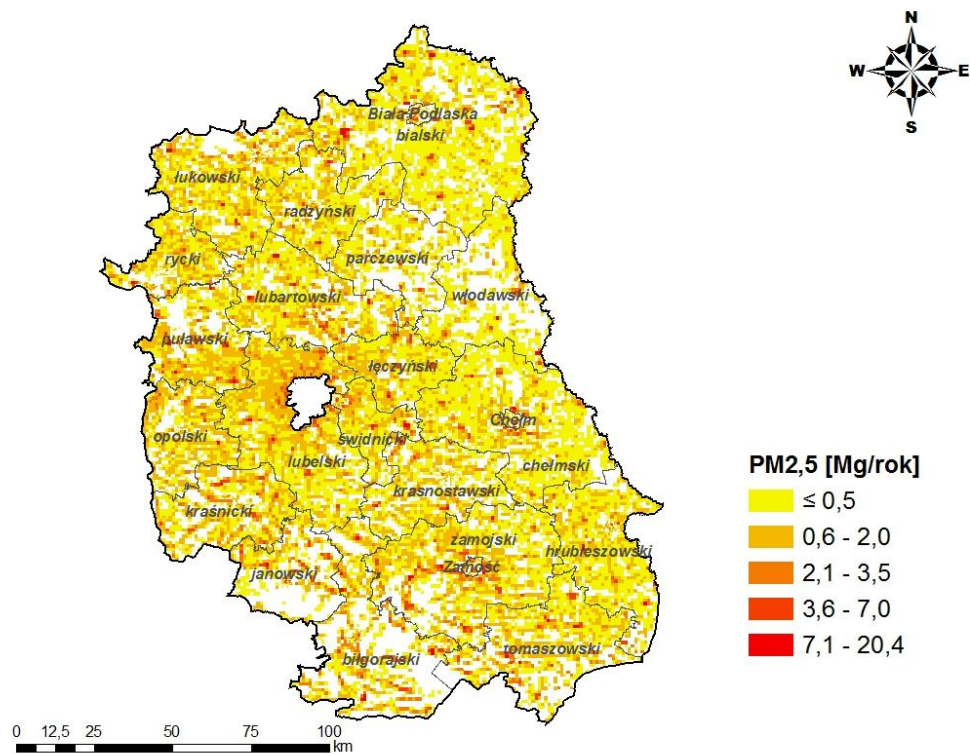 N
W E
S
Biała Podlaska
bialski
łukowski
radzyński
rycki
parczewski
włodawski
lubartowski
puławski
łęczyński
Chełm
opolski
świdnicki
lubelski
chełmski
krasnostawski
kraśnicki
zamojski
hrubieszowski
Zamość
janowski
tomaszowski
biłgorajski
PM2,5 [Mg/rok]
≤ 0,5
0,6 - 2,0
2,1 - 3,5
3,6 - 7,0
7,1 - 20,4
0 12,5 25 50 75 100
km